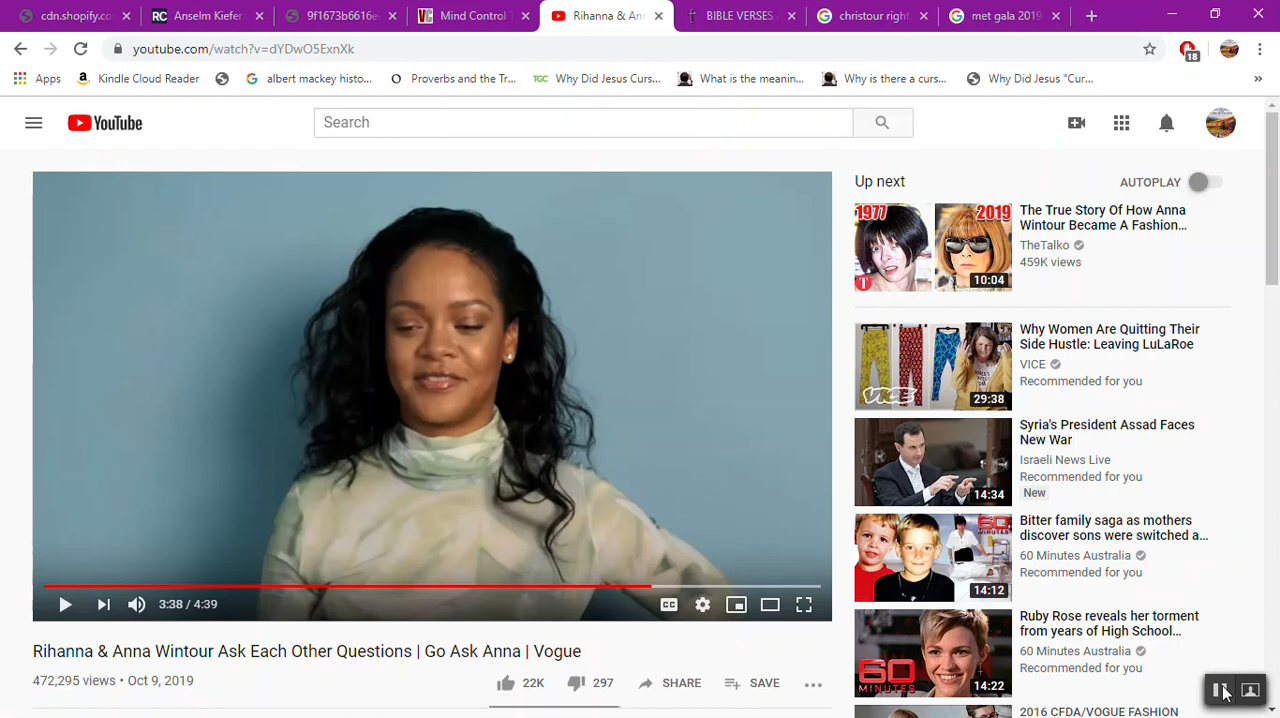 cdn.shopify.co
Anselm Kiefer
9f1673b6616e
Mind Control T
Rihanna & An
BIBLE VERSES A
christour right
met gala 2019
youtube.com/watch?v=dYDwO5ExnXk
18
Apps
Kindle Cloud Reader
albert mackey histo...
Proverbs and the Tr...
TGC
Why Did Jesus Curs...
What is the meanin...
Why is there a curs...
Why Did Jesus "Cur...
YouTube
Search
Up next
AUTOPLAY
1977
2019
10:04
The True Story Of How Anna
Wintour Became A Fashion...
TheTalko
459K views
VICE
29:38
Why Women Are Quitting Their
Side Hustle: Leaving LuLaRoe
VICE
Recommended for you
14:34
Syria's President Assad Faces
New War
Israeli News Live
Recommended for you
New
60
MINUTES
14:12
Bitter family saga as mothers
discover sons were switched a...
60 Minutes Australia
Recommended for you
60
MINUTES
14:22
Ruby Rose reveals her torment
from years of High School...
60 Minutes Australia
Recommended for you
2016 CFDA/VOGUE FASHION
3:38 / 4:39
Rihanna & Anna Wintour Ask Each Other Questions | Go Ask Anna | Vogue
472,295 views • Oct 9, 2019
22K
297
SHARE
SAVE